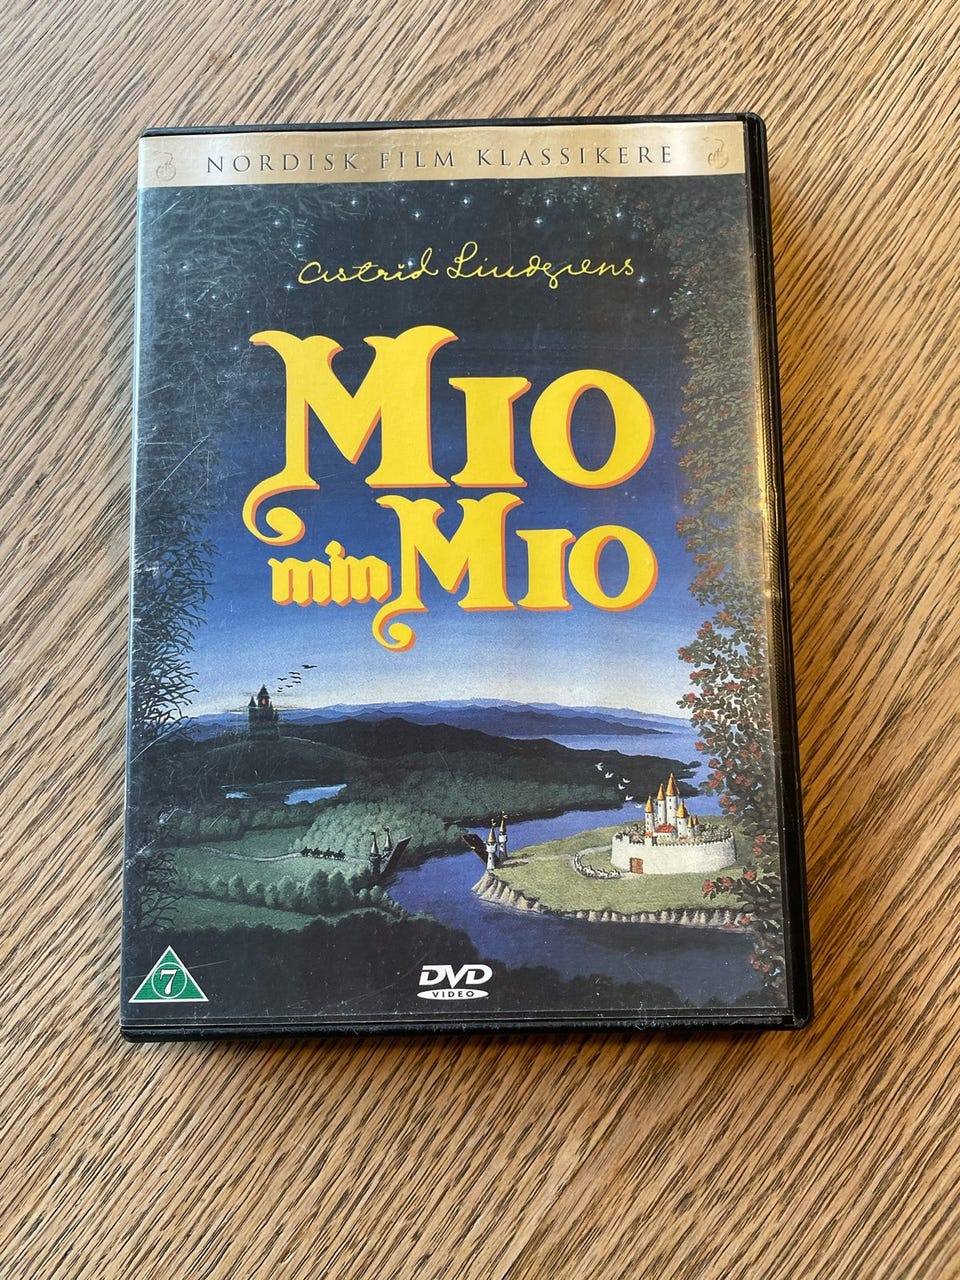 NORDISK FILM KLASSIKERE
Astrid Lindgrens
MIO
min MIO
7
DVD
VIDEO